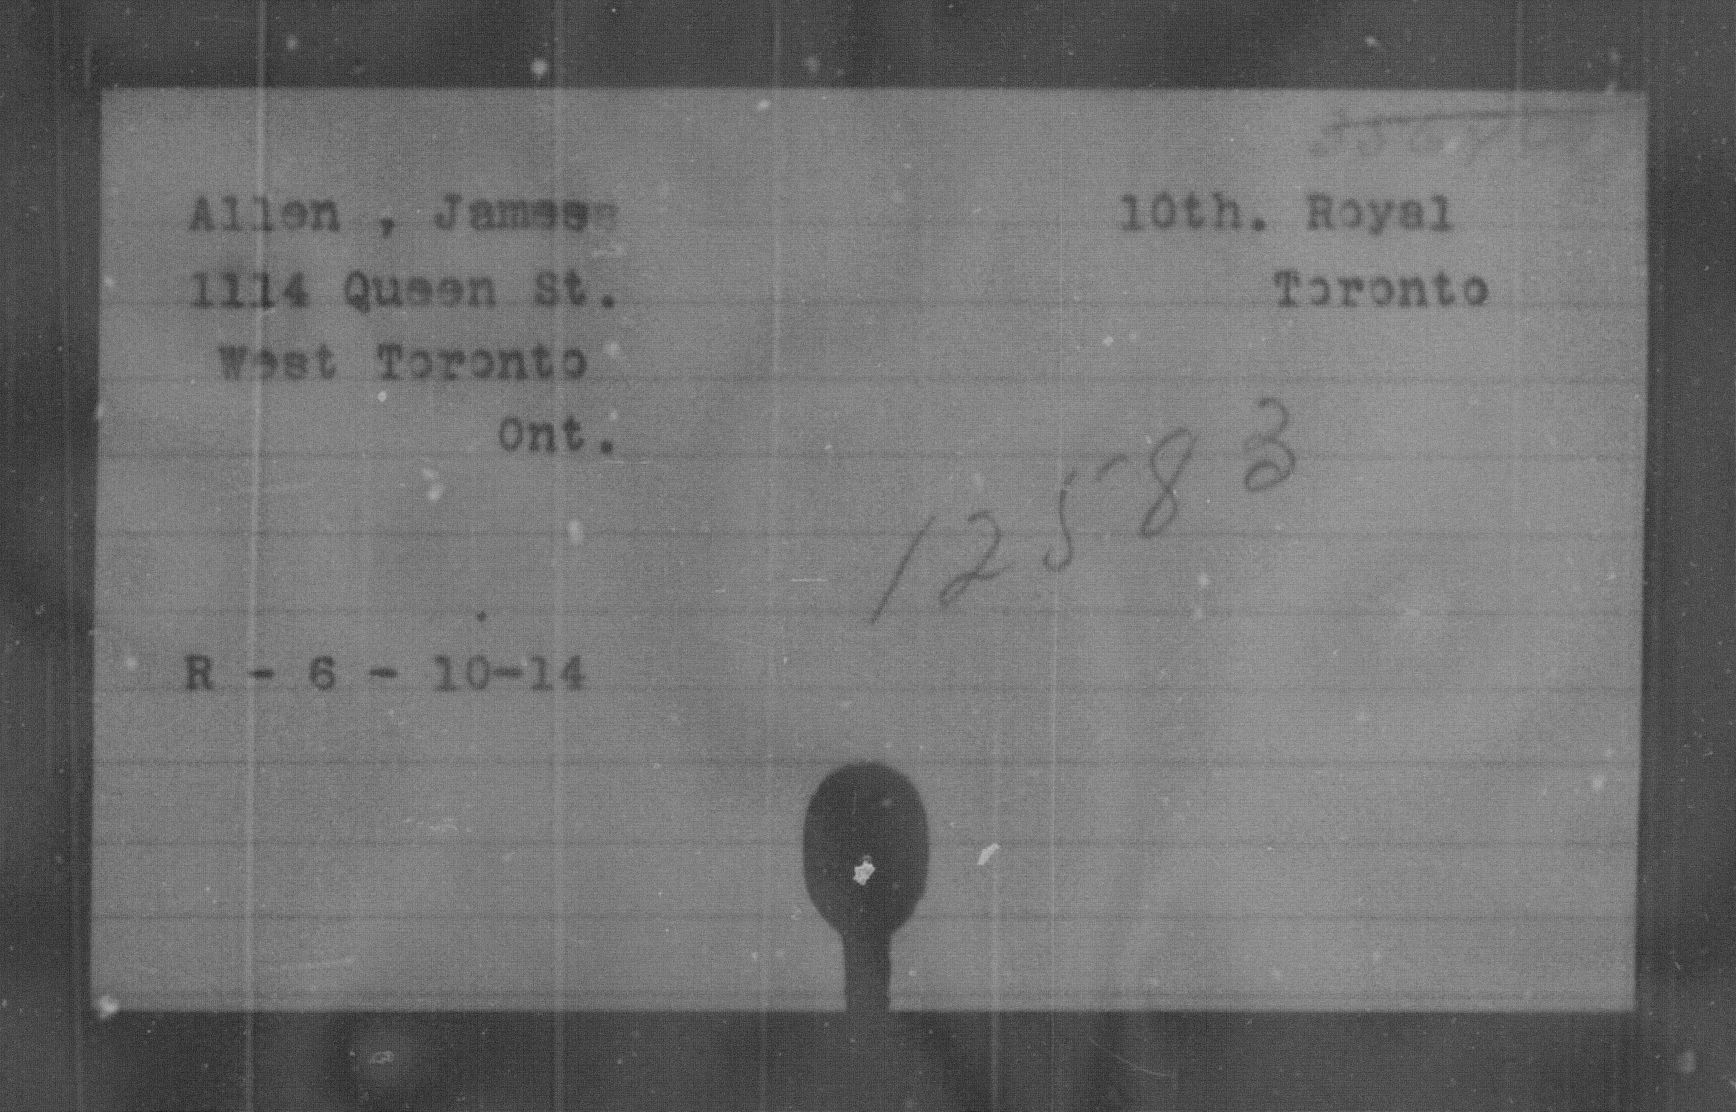 Allen , James
10th. Royal
1114 Queen St.
Toronto
West Toronto
Ont.
12583
R - 6 - 10-14